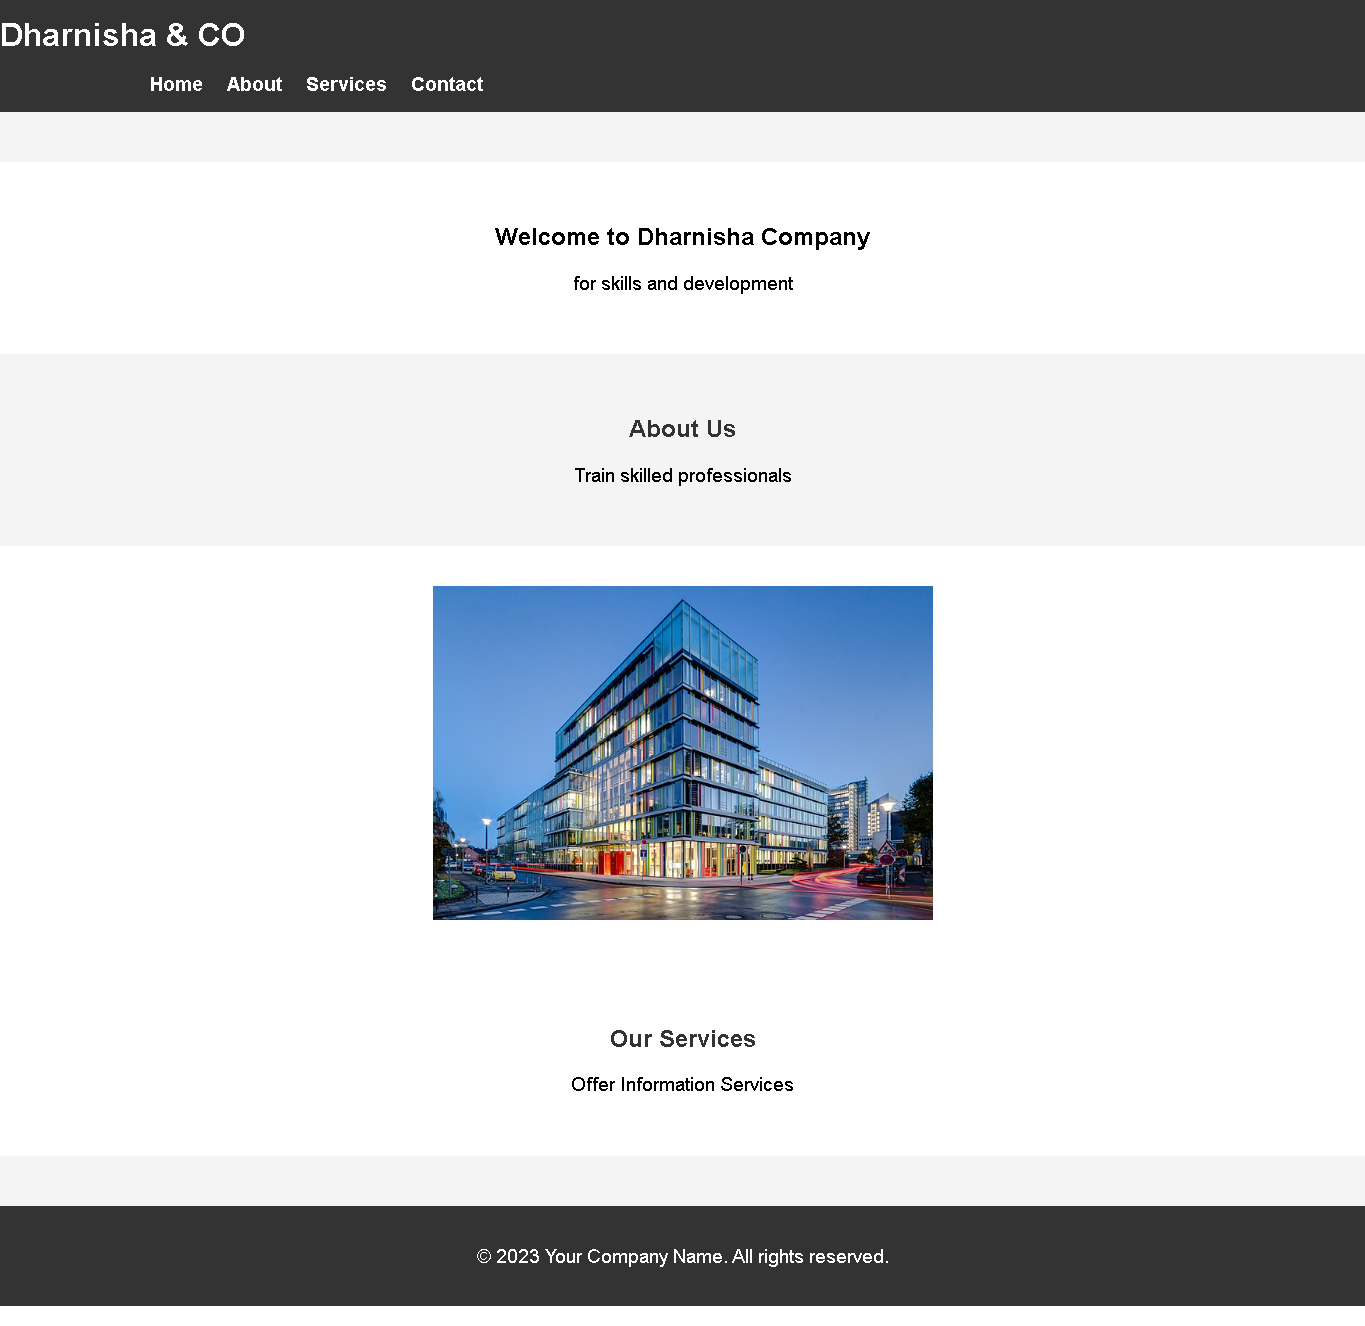 Dharnisha & CO
Home About Services Contact
Welcome to Dharnisha Company
for skills and development
About Us
Train skilled professionals
Our Services
Offer Information Services
© 2023 Your Company Name. All rights reserved.